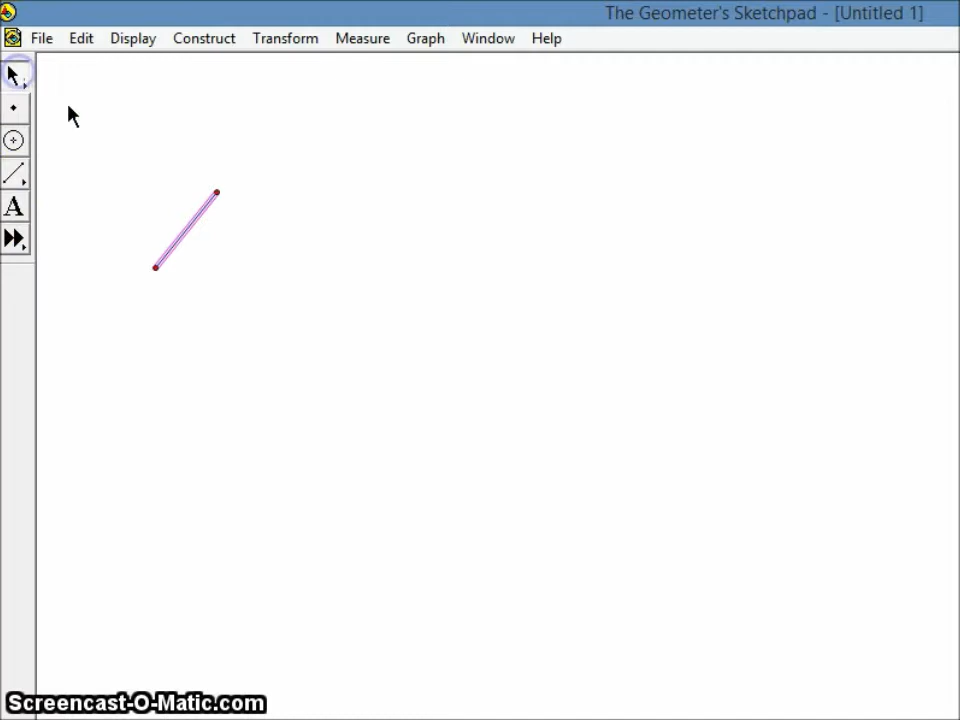 The Geometer's Sketchpad - [Untitled 1]
File Edit Display Construct Transform Measure Graph Window Help
A
Screencast-O-Matic.com